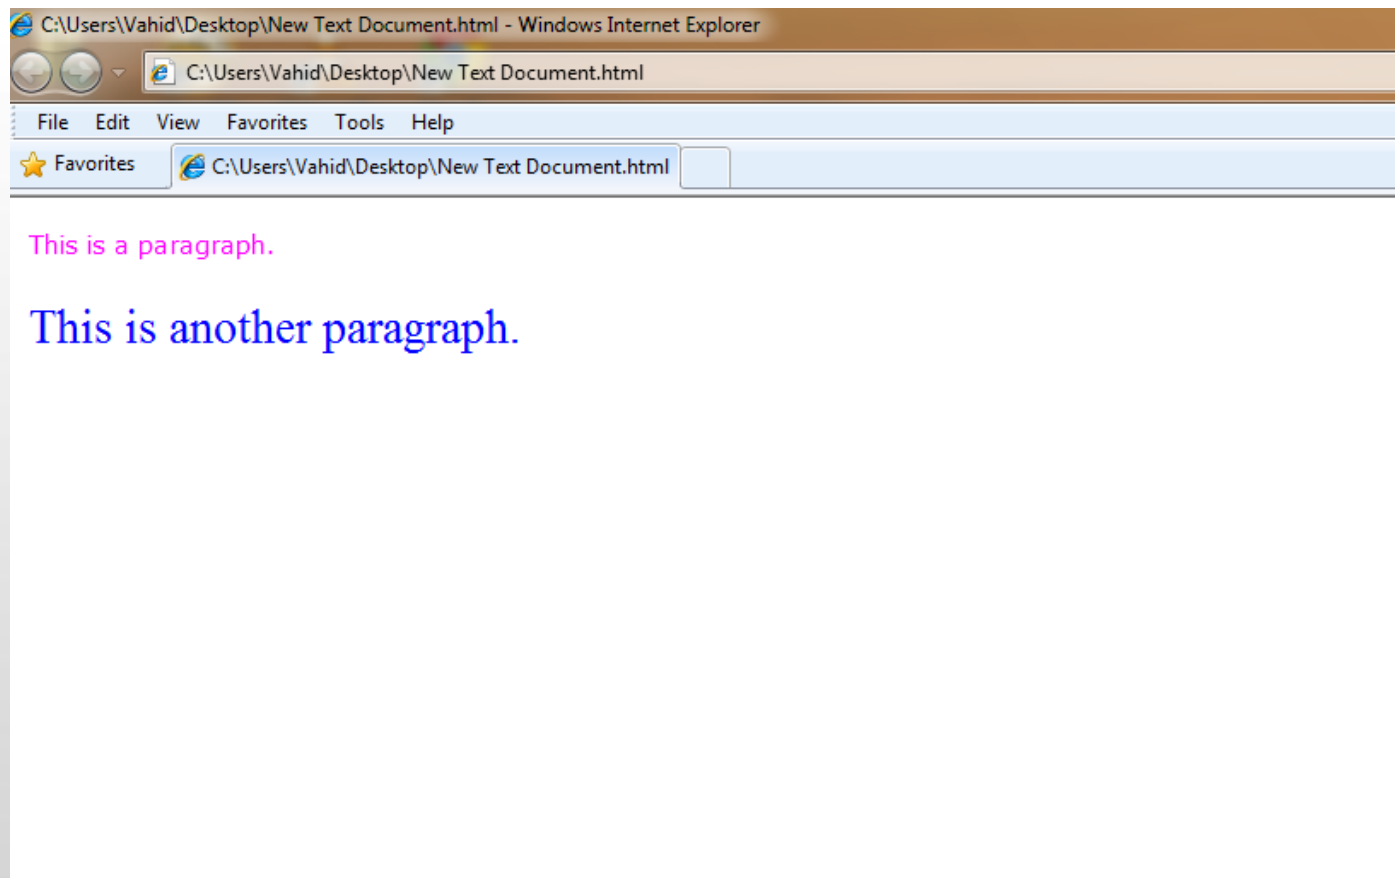 C:\Users\Vahid\Desktop\New Text Document.html - Windows Internet Explorer
C:\Users\Vahid\Desktop\New Text Document.html
File Edit View Favorites Tools Help
Favorites C:\Users\Vahid\Desktop\New Text Document.html
This is a paragraph.
This is another paragraph.